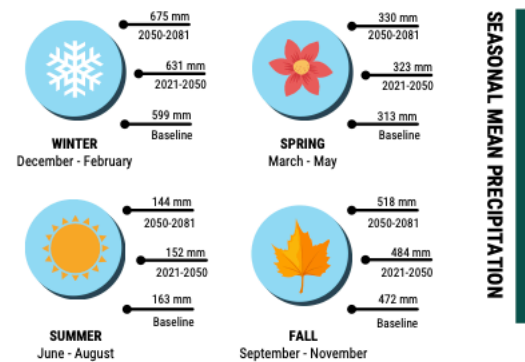 675 mm
2050-2081
631 mm
2021-2050
599 mm
Baseline
WINTER
December - February
330 mm
2050-2081
323 mm
2021-2050
313 mm
Baseline
SPRING
March - May
144 mm
2050-2081
152 mm
2021-2050
163 mm
Baseline
SUMMER
June - August
518 mm
2050-2081
484 mm
2021-2050
472 mm
Baseline
FALL
September - November
SEASONAL MEAN PRECIPITATION